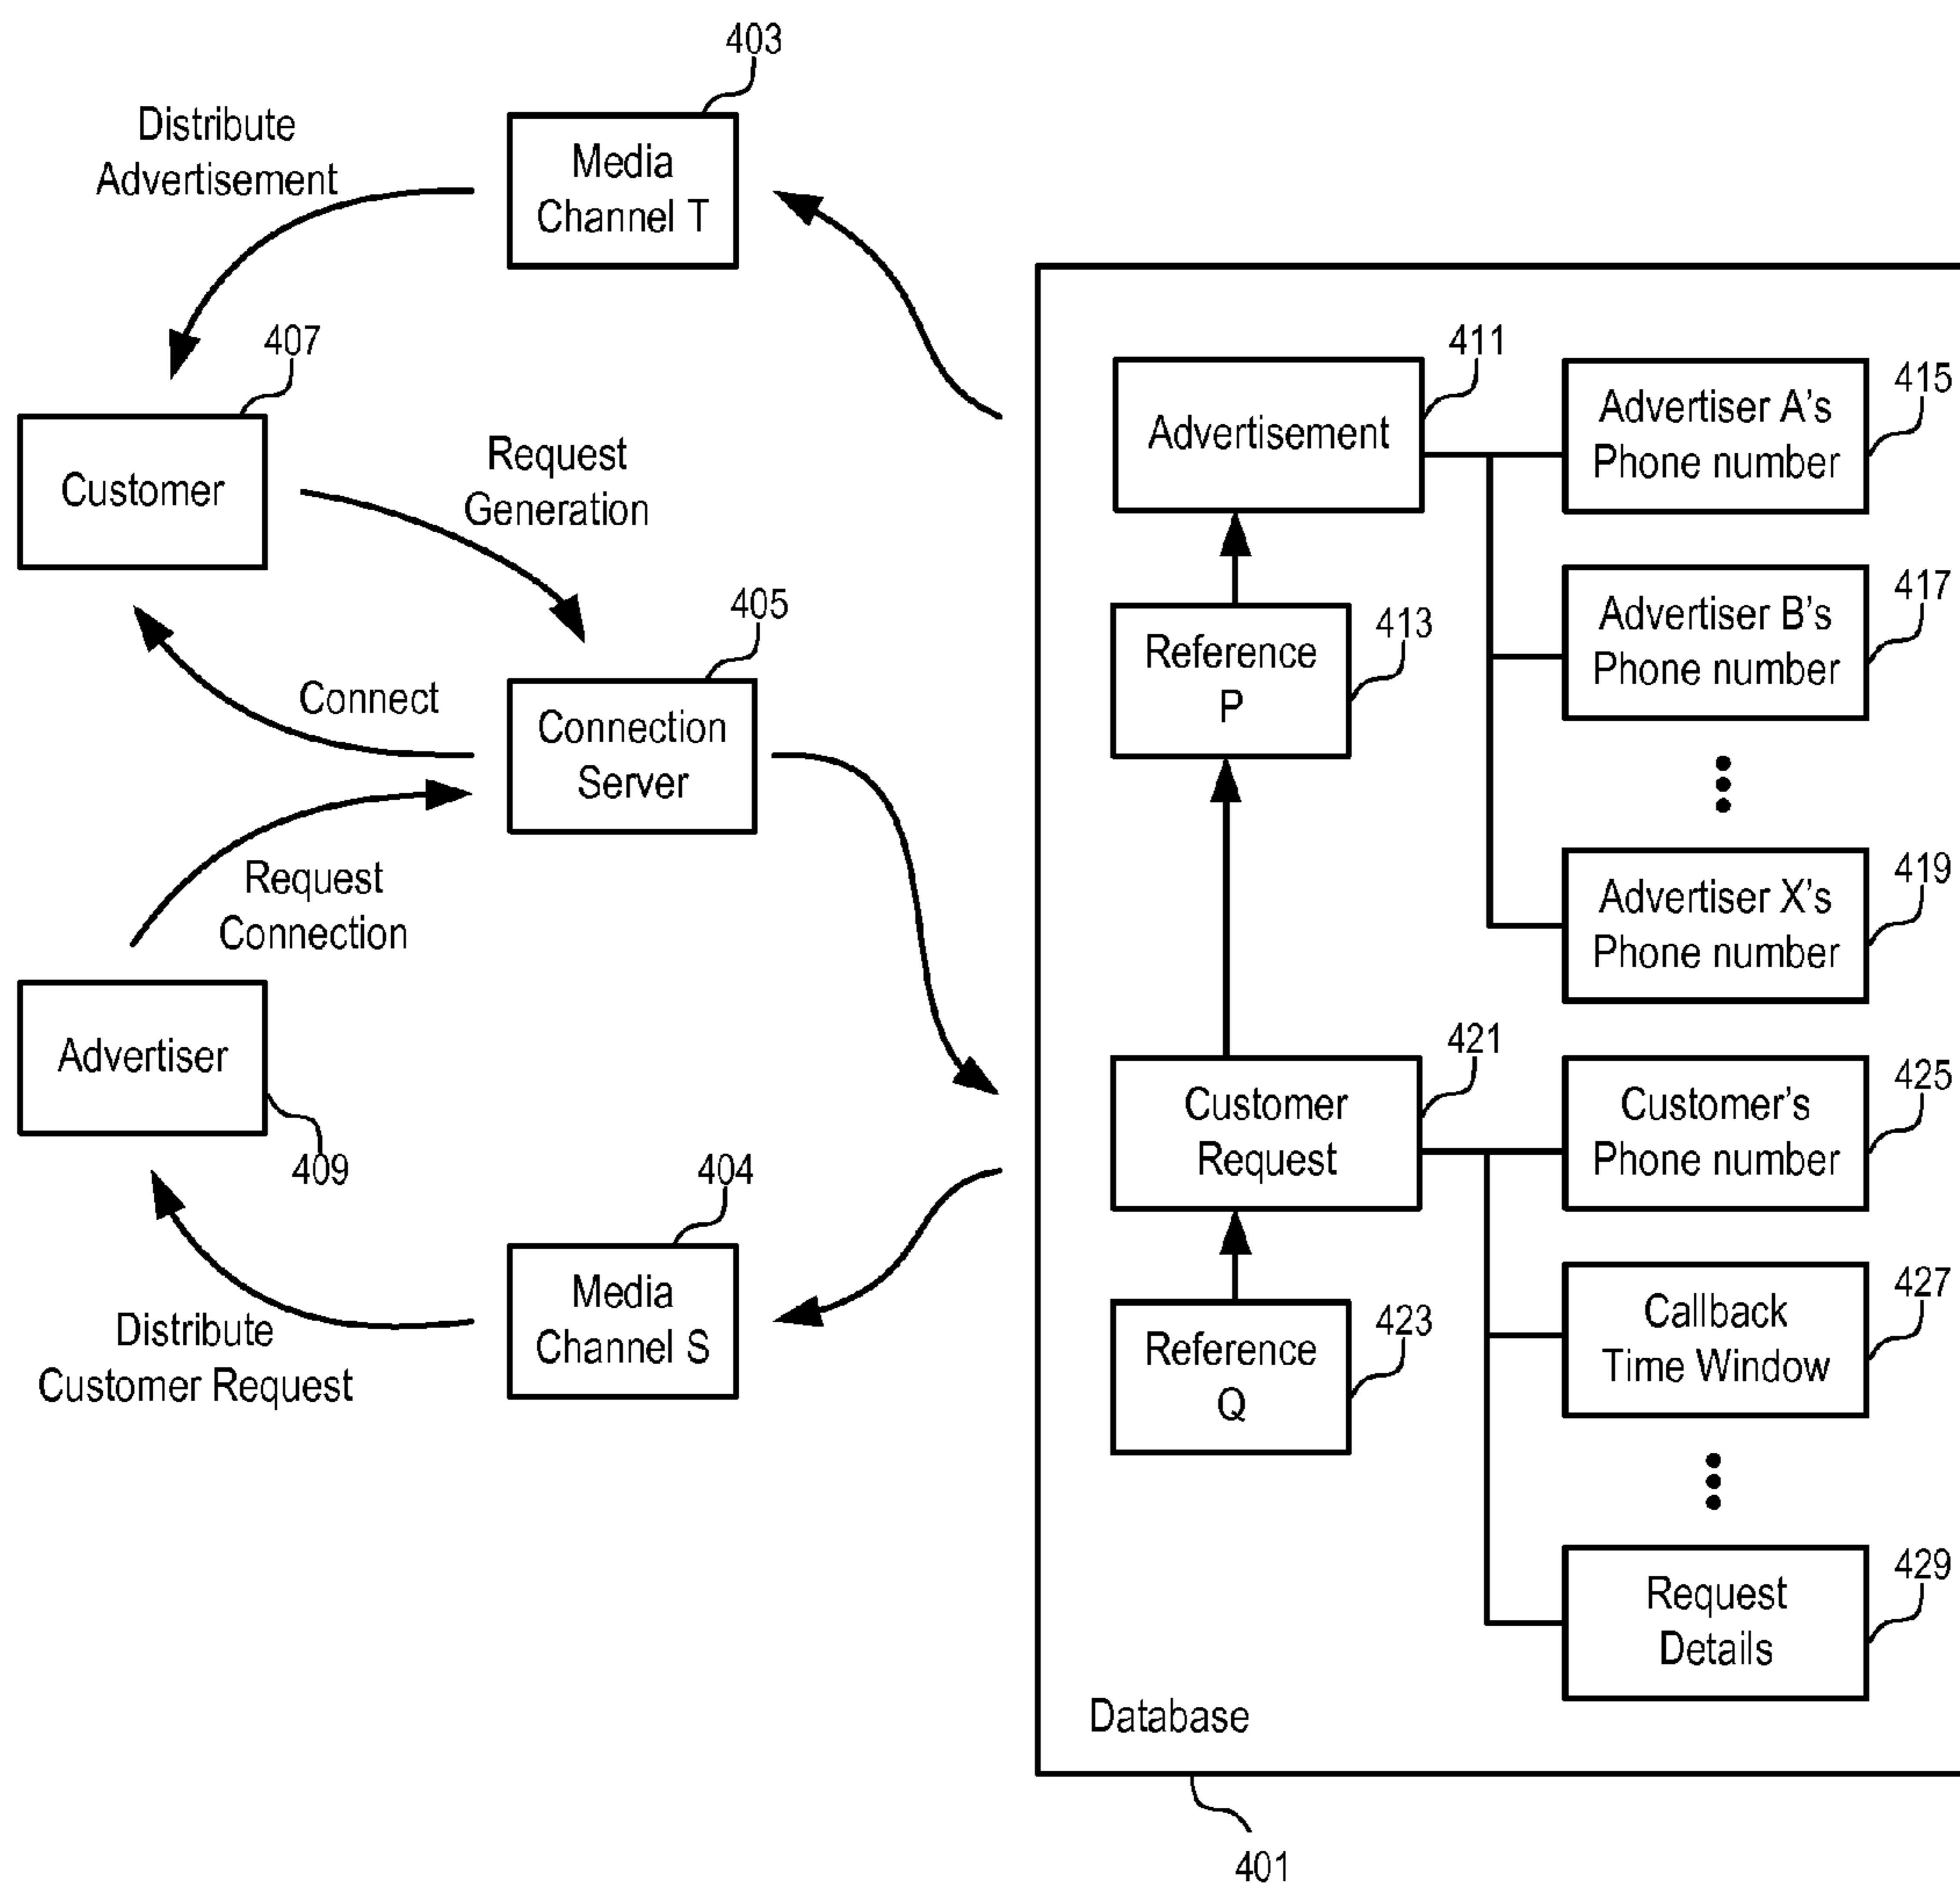 403
Distribute
Advertisement
Media
Channel T
407
Customer
Request
Generation
405
Connect
Connection
Server
Request
Connection
Advertiser
409
404
Distribute
Customer Request
Media
Channel S
411
Advertisement
415
Advertiser A's
Phone number
413
Reference
P
417
Advertiser B's
Phone number
419
Advertiser X's
Phone number
421
Customer
Request
425
Customer's
Phone number
423
Reference
Q
427
Callback
Time Window
429
Request
Details
Database
401